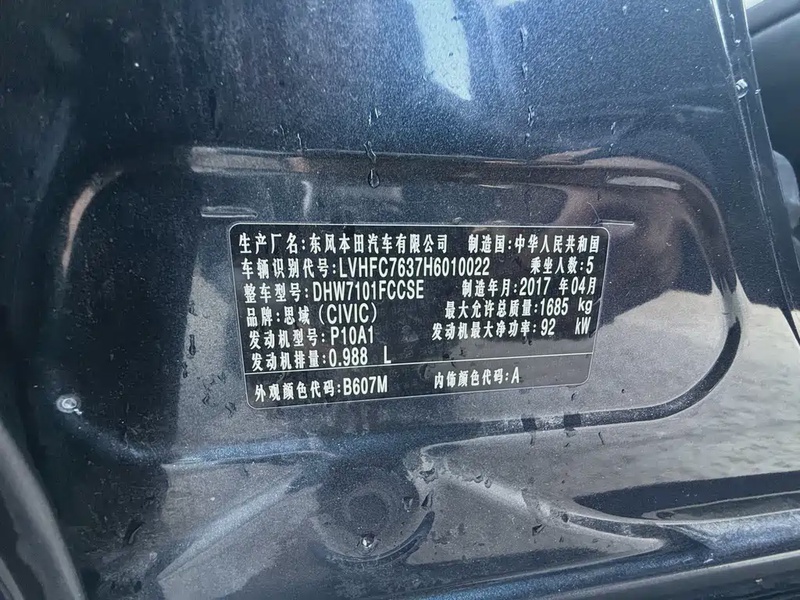 生产厂名:东风本田汽车有限公司 制造国:中华人民共和国
车辆识别代号:LVHFC7637H6010022 乘坐人数:5
整车型号:DHW7101FCCSE 制造年月:2017 年04月
品牌:思域(CIVIC) 最大允许总质量:1685 kg
发动机型号:P10A1 发动机最大净功率:92 kW
发动机排量:0.988 L
外观颜色代码:B607M 内饰颜色代码:A